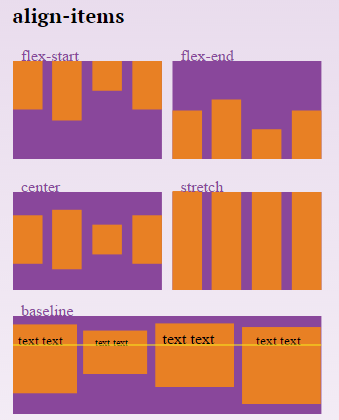 align-items
flex-start flex-end
center stretch
baseline
text text text text text text text text